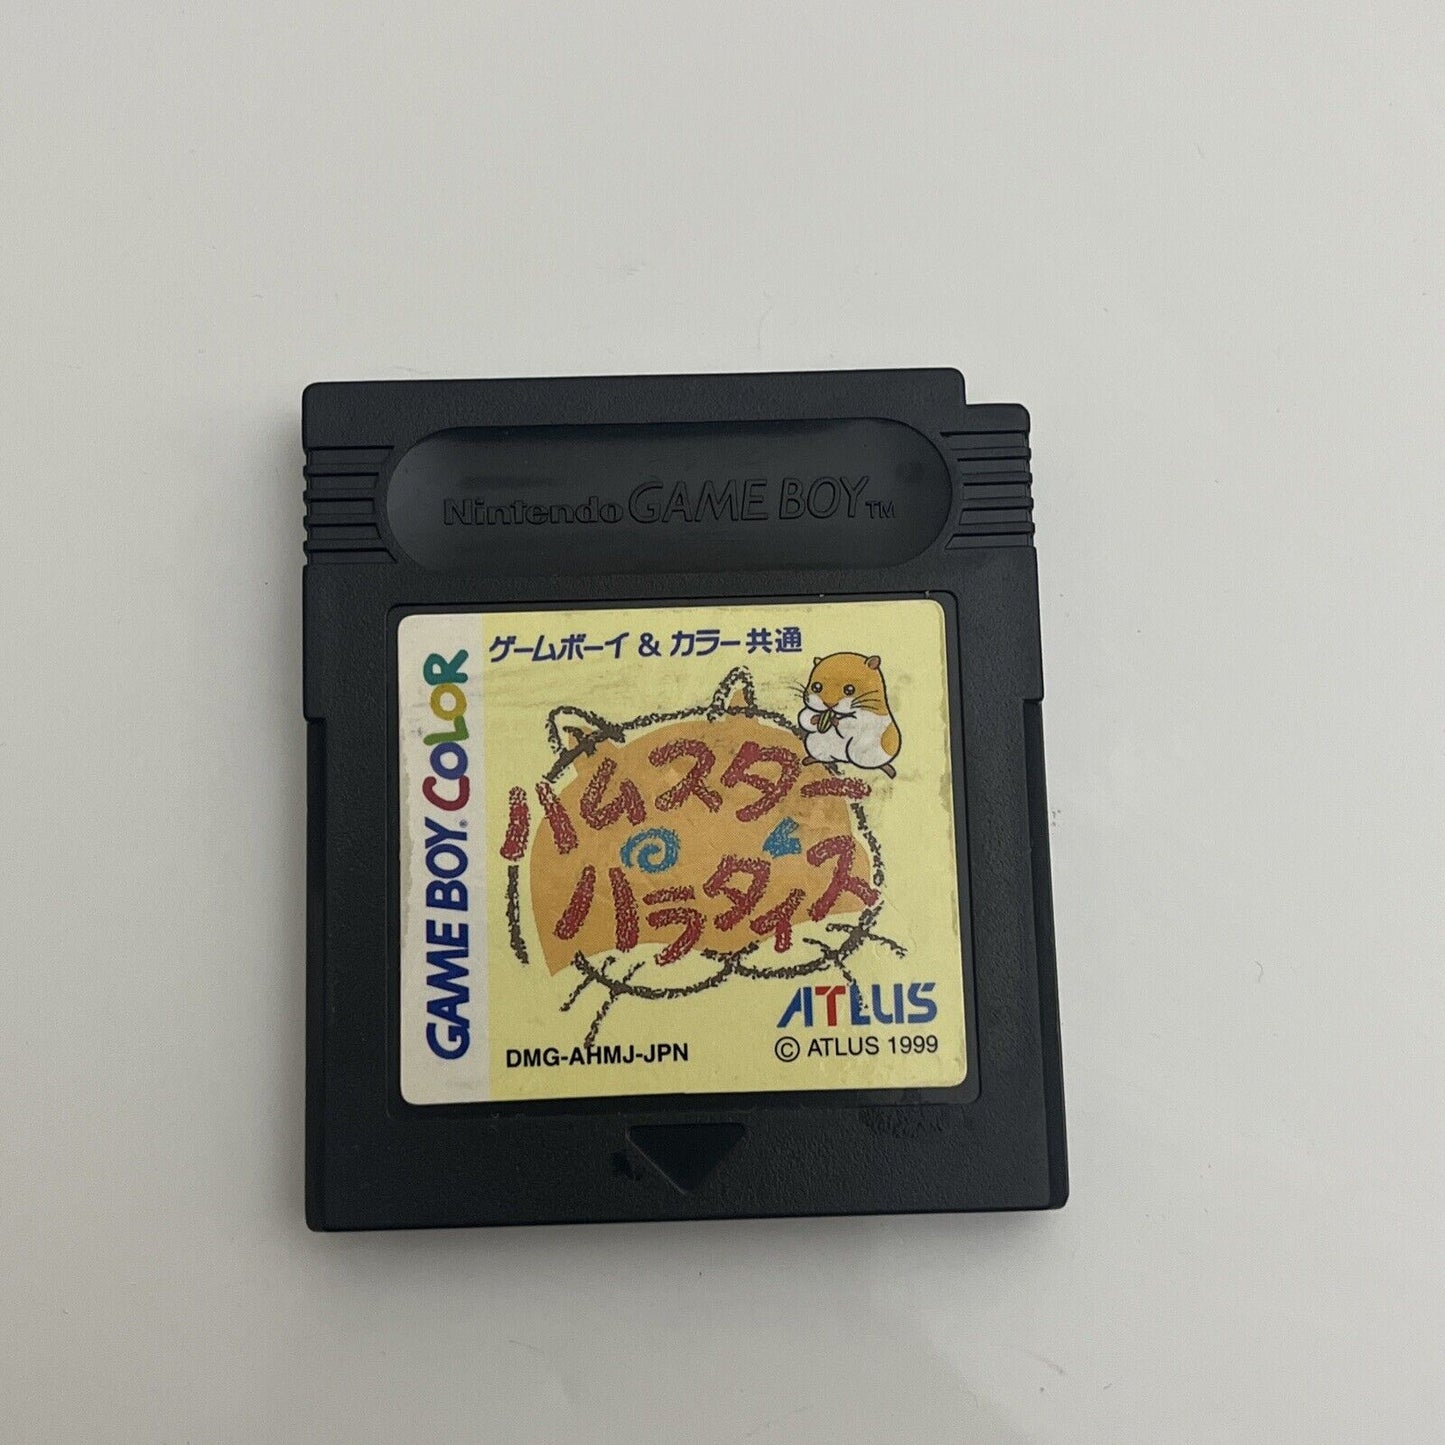 Nintendo GAME BOY™
GAME BOY® COLOR
ゲームボーイ & カラー共通
ハムスター
パラダイス
ATLUS
DMG-AHMJ-JPN
© ATLUS 1999